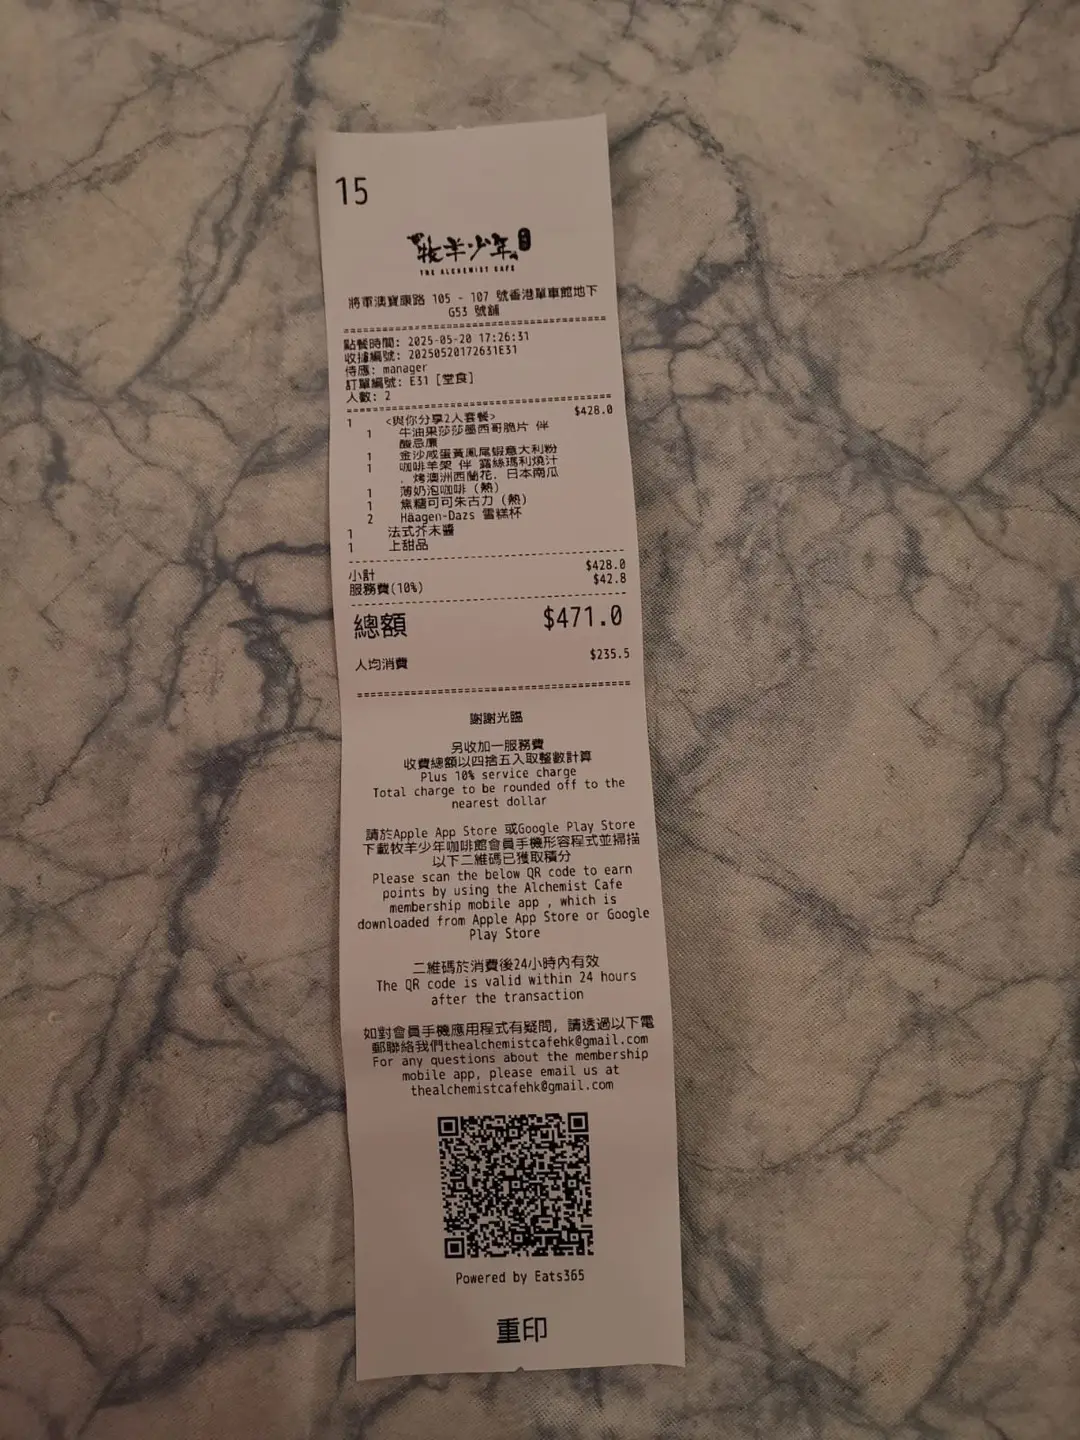 15
牧羊少年
THE ALCHEMIST CAFE
將軍澳寶康路 105 - 107 號香港單車館地下
G53 號舖
點餐時間: 2025-05-20 17:26:31
收據編號: 20250520172631E31
侍應: manager
訂單編號: E31 [堂食]
人數: 2
1 <與你分享2人套餐> $428.0
1 牛油果莎莎墨西哥脆片 伴
酸忌廉
1 金沙咸蛋黃鳳尾蝦意大利粉
1 咖啡羊架 伴 露絲瑪利燒汁
, 烤澳洲西蘭花, 日本南瓜
1 薄奶泡咖啡 (熱)
1 焦糖可可朱古力 (熱)
2 Häagen-Dazs 雪糕杯
1 法式芥末醬
1 上甜品
小計 $428.0
服務費(10%) $42.8
總額 $471.0
人均消費 $235.5
謝謝光臨
另收加一服務費
收費總額以四捨五入取整數計算
Plus 10% service charge
Total charge to be rounded off to the
nearest dollar
請於Apple App Store 或Google Play Store
下載牧羊少年咖啡館會員手機形容程式並掃描
以下二維碼已獲取積分
Please scan the below QR code to earn
points by using the Alchemist Cafe
membership mobile app , which is
downloaded from Apple App Store or Google
Play Store
二維碼於消費後24小時內有效
The QR code is valid within 24 hours
after the transaction
如對會員手機應用程式有疑問, 請透過以下電
郵聯絡我們thealchemistcafehk@gmail.com
For any questions about the membership
mobile app, please email us at
thealchemistcafehk@gmail.com
Powered by Eats365
重印